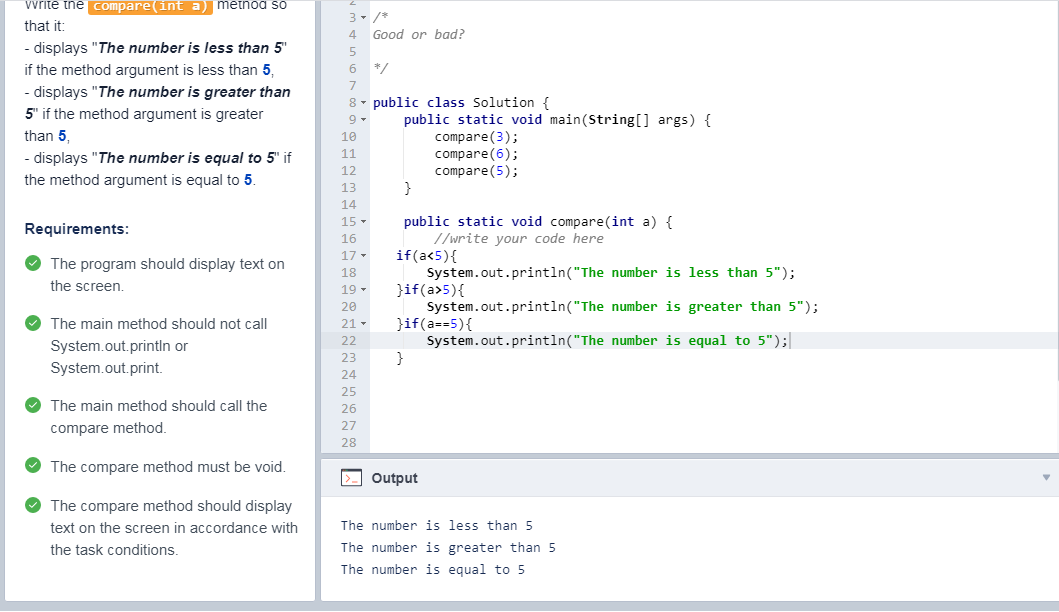 Write the compare(int a) method so
that it:
- displays "The number is less than 5"
if the method argument is less than 5,
- displays "The number is greater than
5" if the method argument is greater
than 5,
- displays "The number is equal to 5" if
the method argument is equal to 5.
Requirements:
The program should display text on
the screen.
The main method should not call
System.out.println or
System.out.print.
The main method should call the
compare method.
The compare method must be void.
The compare method should display
text on the screen in accordance with
the task conditions.
2
3 /*
4 Good or bad?
5
6 */
7
8 public class Solution {
9 public static void main(String[] args) {
10 compare(3);
11 compare(6);
12 compare(5);
13 }
14
15 public static void compare(int a) {
16 //write your code here
17 if(a<5){
18 System.out.println("The number is less than 5");
19 }if(a>5){
20 System.out.println("The number is greater than 5");
21 }if(a==5){
22 System.out.println("The number is equal to 5");
23 }
24
25
26
27
28
>_ Output
The number is less than 5
The number is greater than 5
The number is equal to 5